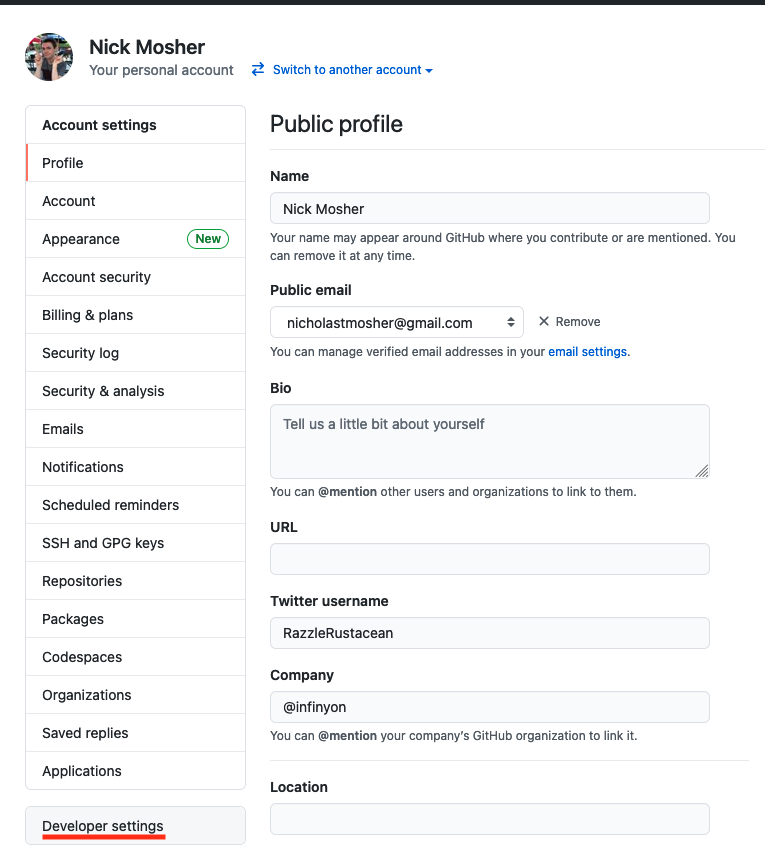 Nick Mosher
Your personal account
Switch to another account
Account settings
Profile
Account
Appearance New
Account security
Billing & plans
Security log
Security & analysis
Emails
Notifications
Scheduled reminders
SSH and GPG keys
Repositories
Packages
Codespaces
Organizations
Saved replies
Applications
Developer settings
Public profile
Name
Nick Mosher
Your name may appear around GitHub where you contribute or are mentioned. You
can remove it at any time.
Public email
nicholastmosher@gmail.com
Remove
You can manage verified email addresses in your email settings.
Bio
Tell us a little bit about yourself
You can @mention other users and organizations to link to them.
URL
Twitter username
RazzleRustacean
Company
@infinyon
You can @mention your company's GitHub organization to link it.
Location